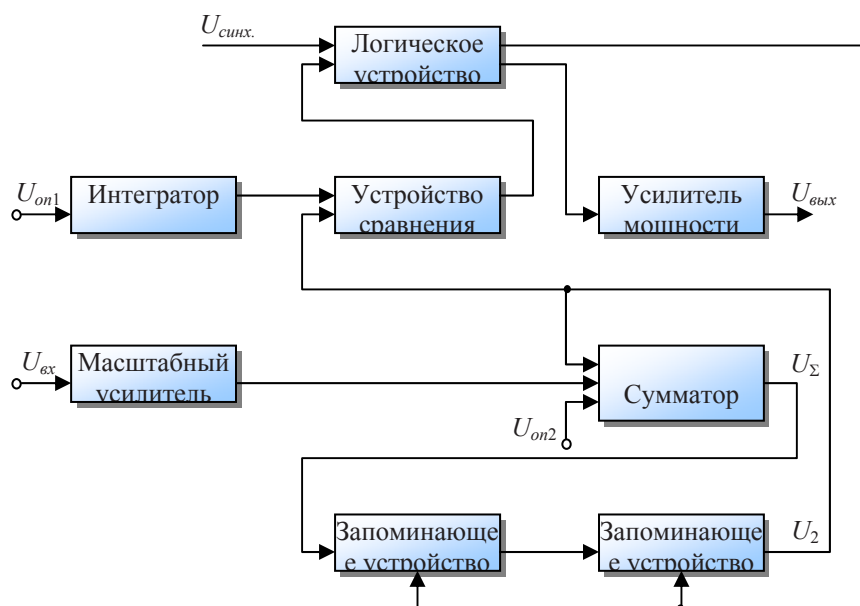 Uсинх.
Логическое
устройство
Uоп1
Интегратор
Устройство
сравнения
Усилитель
мощности
Uвых
Uвх
Масштабный
усилитель
Сумматор
UΣ
Uоп2
Запоминающе
е устройство
Запоминающе
е устройство
U2